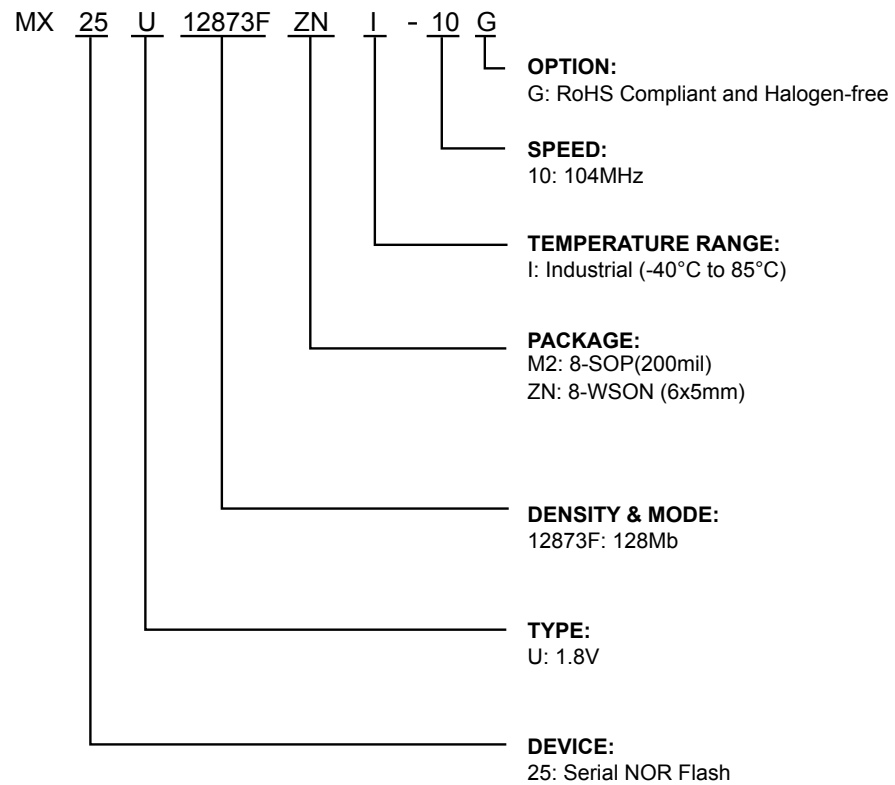 MX 25 U 12873F ZN I - 10 G
OPTION:
G: RoHS Compliant and Halogen-free
SPEED:
10: 104MHz
TEMPERATURE RANGE:
I: Industrial (-40°C to 85°C)
PACKAGE:
M2: 8-SOP(200mil)
ZN: 8-WSON (6x5mm)
DENSITY & MODE:
12873F: 128Mb
TYPE:
U: 1.8V
DEVICE:
25: Serial NOR Flash